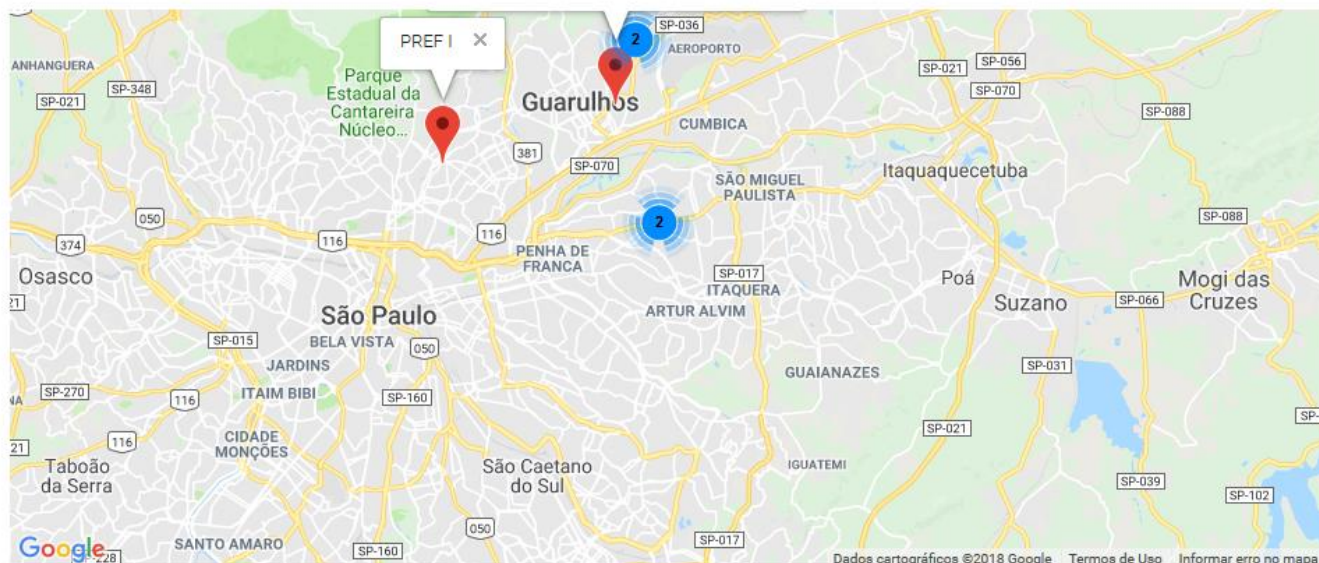 SP-036
2
PREF I ×
AEROPORTO
ANHANGUERA
SP-348
SP-021
Parque
Estadual da
Cantareira
Núcleo...
Guarulhos
SP-021
SP-056
SP-070
SP-088
CUMBICA
381
SP-070
SÃO MIGUEL
PAULISTA
Itaquaquecetuba
050
2
SP-088
374
116
116
PENHA DE
FRANCA
Osasco
SP-017
ITAQUERA
Poá
Mogi das
Cruzes
21
São Paulo
ARTUR ALVIM
Suzano
SP-066
SP-015
BELA VISTA
050
JARDINS
GUAIANAZES
SP-031
SP-270
ITAIM BIBI
SP-160
116
NA
SP-
116
CIDADE
MONÇÕES
SP-021
21
Taboão
da Serra
São Caetano
do Sul
IGUATEMI
SP-039
SP-102
050
SANTO AMARO
SP-160
SP-017
Google
-228
Dados cartográficos ©2018 Google Termos de Uso Informar erro no mapa